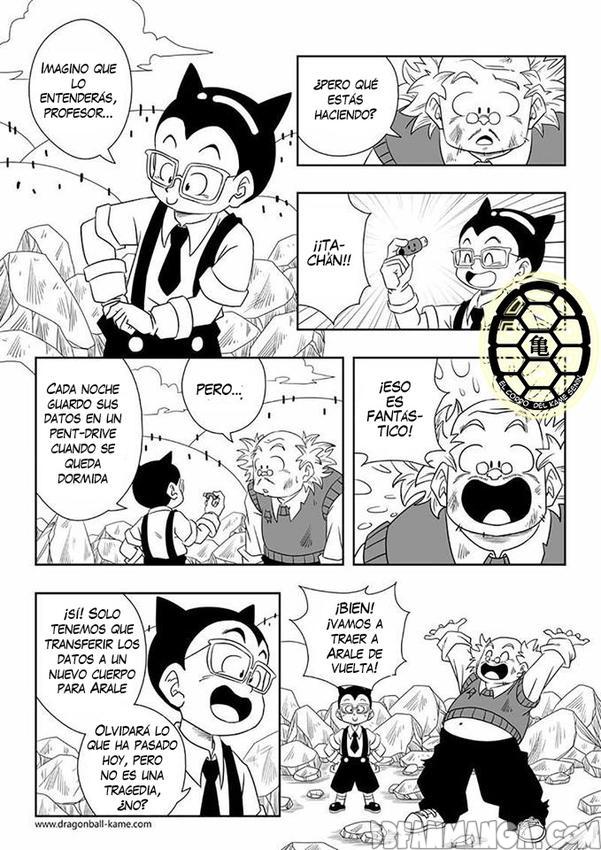 IMAGINO QUE
LO
ENTENDERÁS,
PROFESOR...
¿PERO QUÉ
ESTÁS
HACIENDO?
¡¡TA-
CHÁN!!
CADA NOCHE
GUARDO SUS
DATOS EN UN
PENT-DRIVE
CUANDO SE
QUEDA
DORMIDA
PERO...
¡ESO
ES
FANTÁS-
TICO!
亀
EL CORRO DEL KAME SENNIN
¡SÍ! SOLO
TENEMOS QUE
TRANSFERIR LOS
DATOS A UN
NUEVO CUERPO
PARA ARALE
OLVIDARÁ LO
QUE HA PASADO
HOY, PERO NO
ES UNA
TRAGEDIA,
¿NO?
¡BIEN!
¡VAMOS A
TRAER A
ARALE DE
VUELTA!
www.dragonball-kame.com
DBFANMANGA.COM